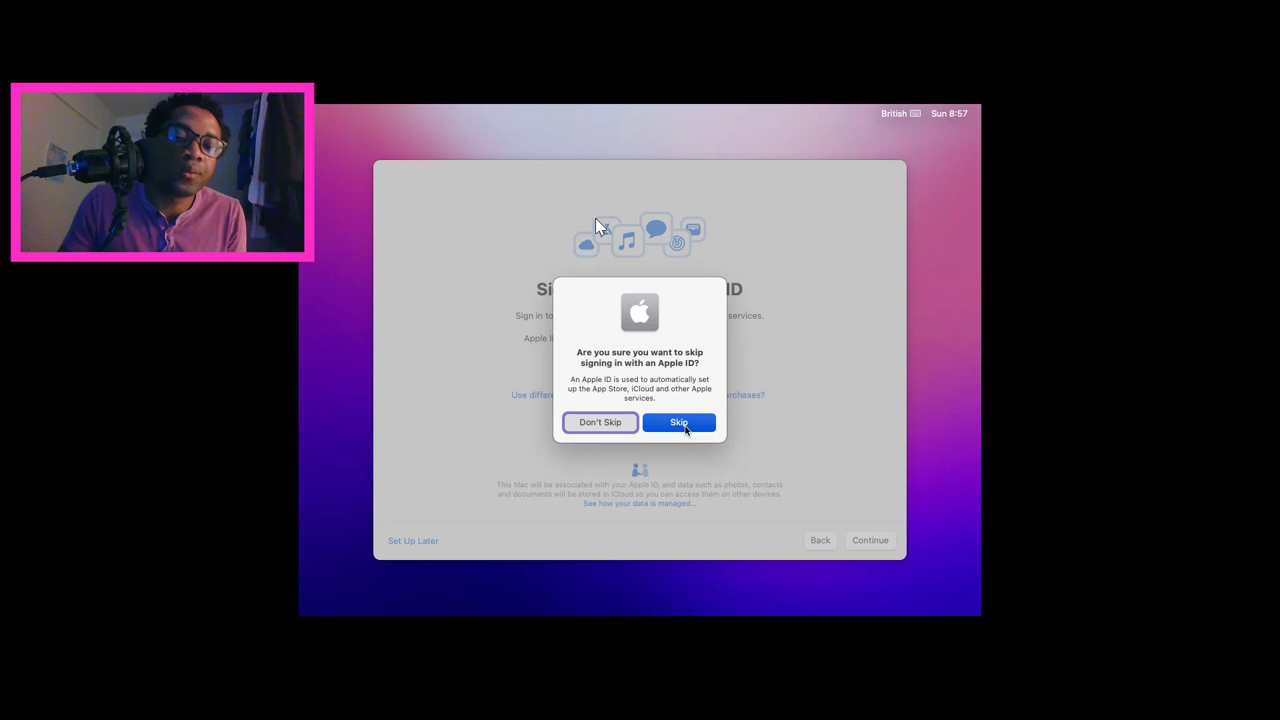 British Sun 8:57
Si ID
Sign in to services.
Apple I
Are you sure you want to skip
signing in with an Apple ID?
An Apple ID is used to automatically set
up the App Store, iCloud and other Apple
services.
Use differe rchases?
Don't Skip Skip
This Mac will be associated with your Apple ID, and data such as photos, contacts
and documents will be stored in iCloud so you can access them on other devices.
See how your data is managed...
Set Up Later Back Continue